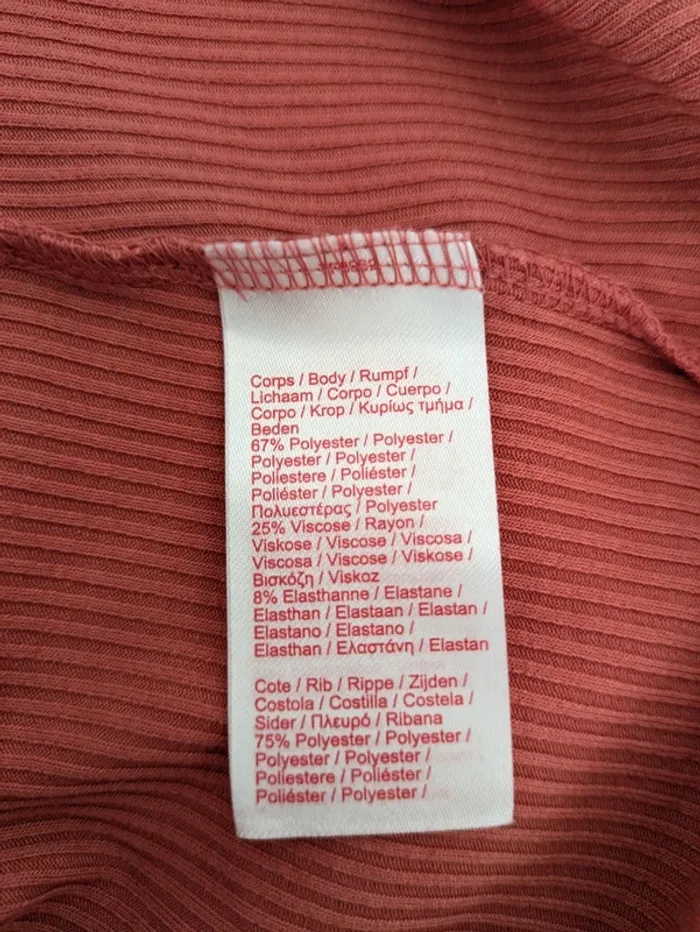 Corps / Body / Rumpf /
Lichaam / Corpo / Cuerpo /
Corpo / Krop / Κυρίως τμήμα /
Beden
67% Polyester / Polyester /
Polyester / Polyester /
Poliestere / Poliéster /
Poliéster / Polyester /
Πολυεστέρας / Polyester
25% Viscose / Rayon /
Viskose / Viscose / Viscosa /
Viscosa / Viscose / Viskose /
Βισκόζη / Viskoz
8% Elasthanne / Elastane /
Elasthan / Elastaan / Elastan /
Elastano / Elastano /
Elasthan / Ελαστάνη / Elastan
Cote / Rib / Rippe / Zijden /
Costola / Costilla / Costela /
Sider / Πλευρό / Ribana
75% Polyester / Polyester /
Polyester / Polyester /
Poliestere / Poliéster /
Poliéster / Polyester /